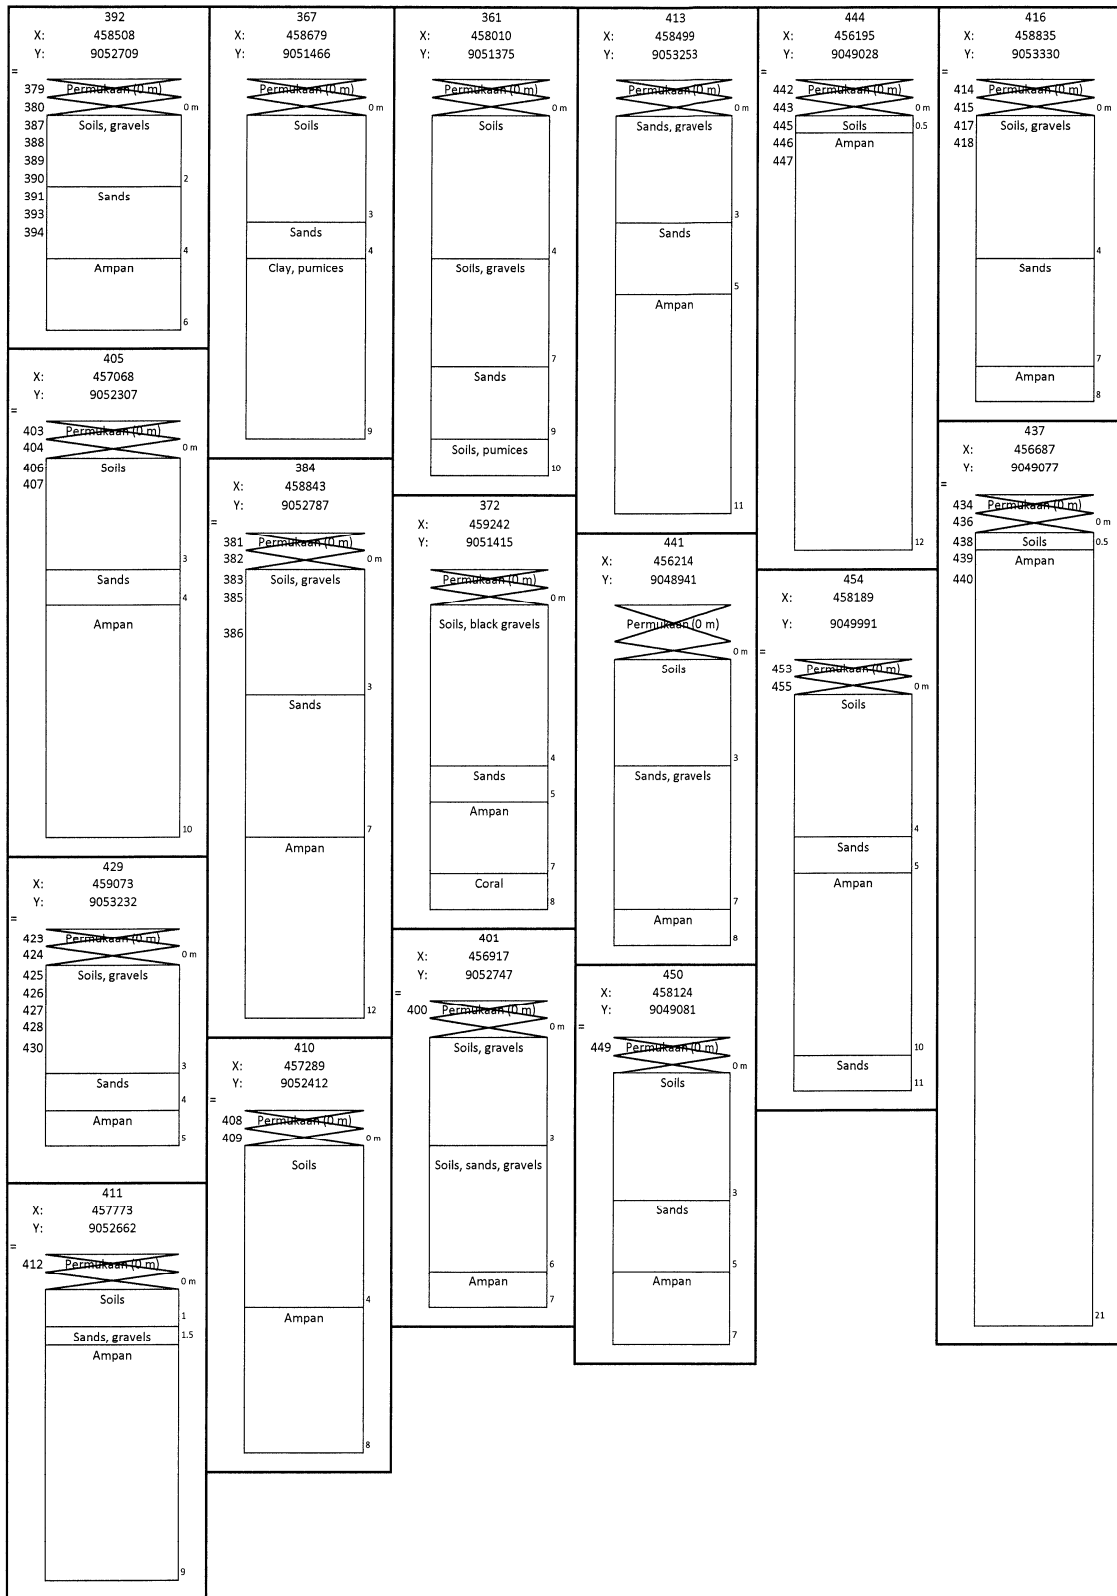 392
X: 458508
Y: 9052709
=
379 Permukaan (0 m)
380 0 m
387 Soils, gravels
388
389
390 2
391 Sands
393
394 4
Ampan
6
405
X: 457068
Y: 9052307
=
403 Permukaan (0 m)
404 0 m
406 Soils
407
3
Sands
4
Ampan
10
429
X: 459073
Y: 9053232
=
423 Permukaan (0 m)
424 0 m
425 Soils, gravels
426
427
428
430
3
Sands
4
Ampan
5
411
X: 457773
Y: 9052662
=
412 Permukaan (0 m)
0 m
Soils
1
Sands, gravels 1.5
Ampan
9
367
X: 458679
Y: 9051466
Permukaan (0 m)
0 m
Soils
3
Sands
4
Clay, pumices
9
384
X: 458843
Y: 9052787
=
381 Permukaan (0 m)
382 0 m
383 Soils, gravels
385
386
3
Sands
7
Ampan
12
410
X: 457289
Y: 9052412
=
408 Permukaan (0 m)
409 0 m
Soils
4
Ampan
8
361
X: 458010
Y: 9051375
Permukaan (0 m)
0 m
Soils
4
Soils, gravels
7
Sands
9
Soils, pumices
10
372
X: 459242
Y: 9051415
Permukaan (0 m)
0 m
Soils, black gravels
4
Sands
5
Ampan
7
Coral
8
401
X: 456917
Y: 9052747
=
400 Permukaan (0 m)
0 m
Soils, gravels
3
Soils, sands, gravels
6
Ampan
7
413
X: 458499
Y: 9053253
Permukaan (0 m)
0 m
Sands, gravels
3
Sands
5
Ampan
11
441
X: 456214
Y: 9048941
Permukaan (0 m)
0 m
Soils
3
Sands, gravels
7
Ampan
8
450
X: 458124
Y: 9049081
=
449 Permukaan (0 m)
0 m
Soils
3
Sands
5
Ampan
7
444
X: 456195
Y: 9049028
=
442 Permukaan (0 m)
443 0 m
445 Soils 0.5
446 Ampan
447
12
454
X: 458189
Y: 9049991
=
453 Permukaan (0 m)
455 0 m
Soils
4
Sands
5
Ampan
10
Sands
11
416
X: 458835
Y: 9053330
=
414 Permukaan (0 m)
415 0 m
417 Soils, gravels
418
4
Sands
7
Ampan
8
437
X: 456687
Y: 9049077
=
434 Permukaan (0 m)
436 0 m
438 Soils 0.5
439 Ampan
440
21